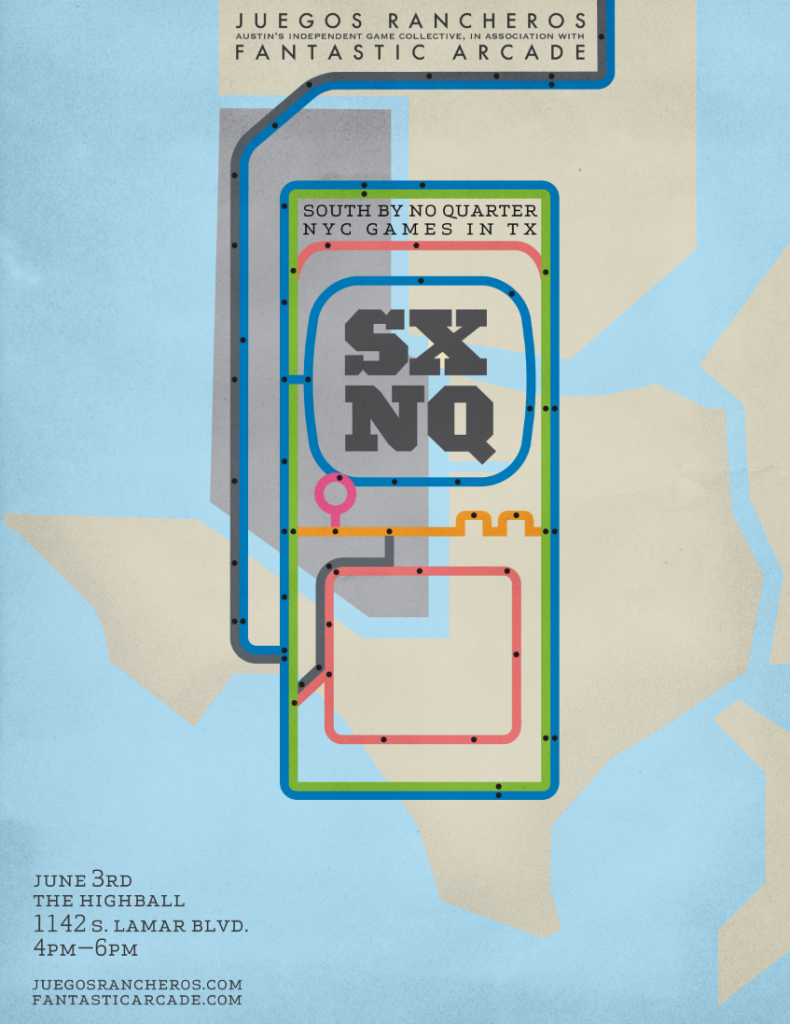 JUEGOS RANCHEROS
AUSTIN'S INDEPENDENT GAME COLLECTIVE, IN ASSOCIATION WITH
FANTASTIC ARCADE
SOUTH BY NO QUARTER
NYC GAMES IN TX
SX
NQ
JUNE 3RD
THE HIGHBALL
1142 S. LAMAR BLVD.
4PM—6PM
JUEGOSRANCHEROS.COM
FANTASTICARCADE.COM